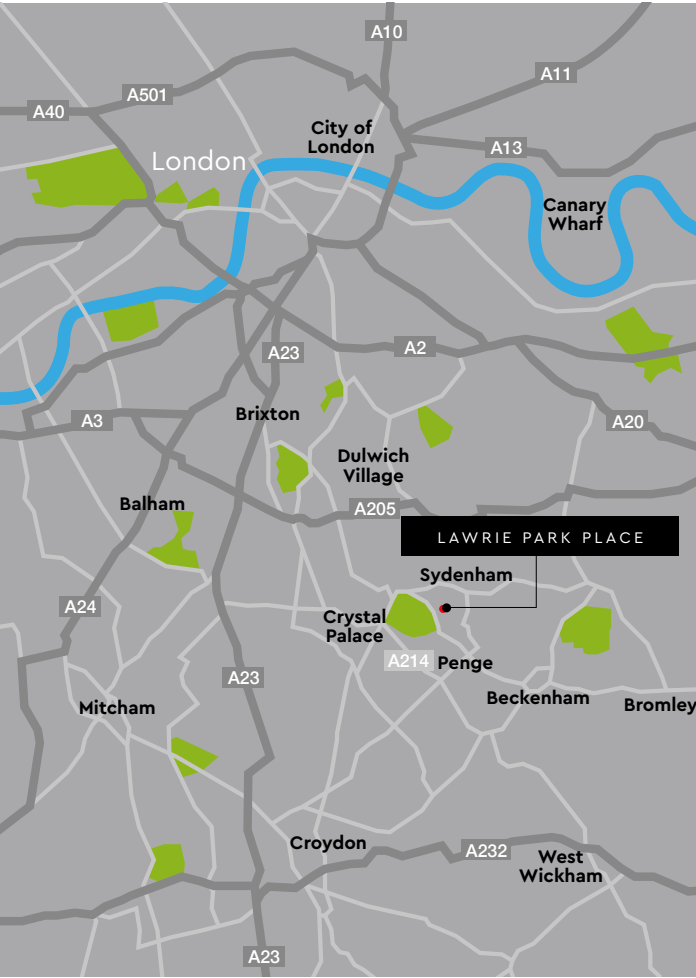 A10
A11
A501
A40
City of
London
A13
London
Canary
Wharf
A23
A2
Brixton
A3
A20
Dulwich
Village
Balham
A205
LAWRIE PARK PLACE
Sydenham
A24
Crystal
Palace
A214
Penge
A23
Beckenham
Mitcham
Bromley
Croydon
A232
West
Wickham
A23